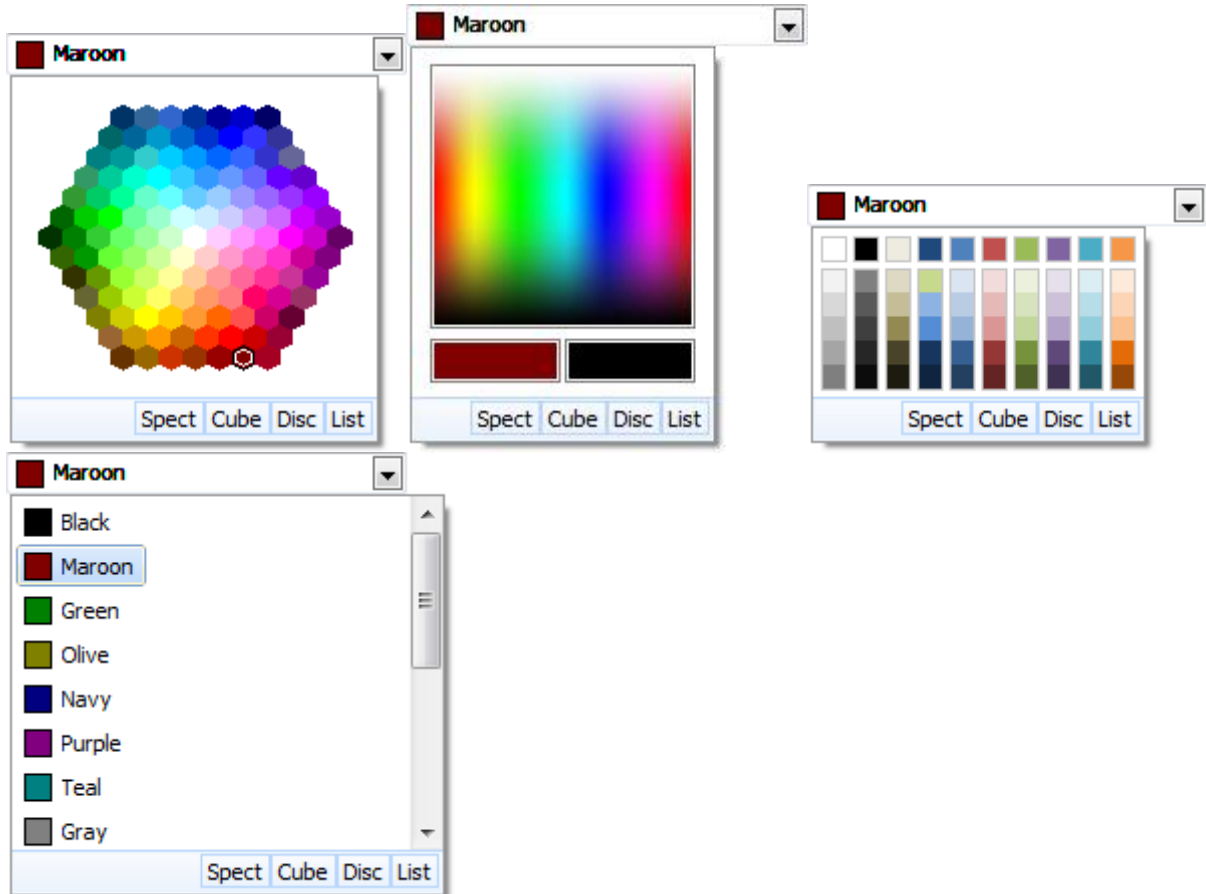 Maroon
Spect Cube Disc List
Maroon
Spect Cube Disc List
Maroon
Spect Cube Disc List
Maroon
Black
Maroon
Green
Olive
Navy
Purple
Teal
Gray
Spect Cube Disc List